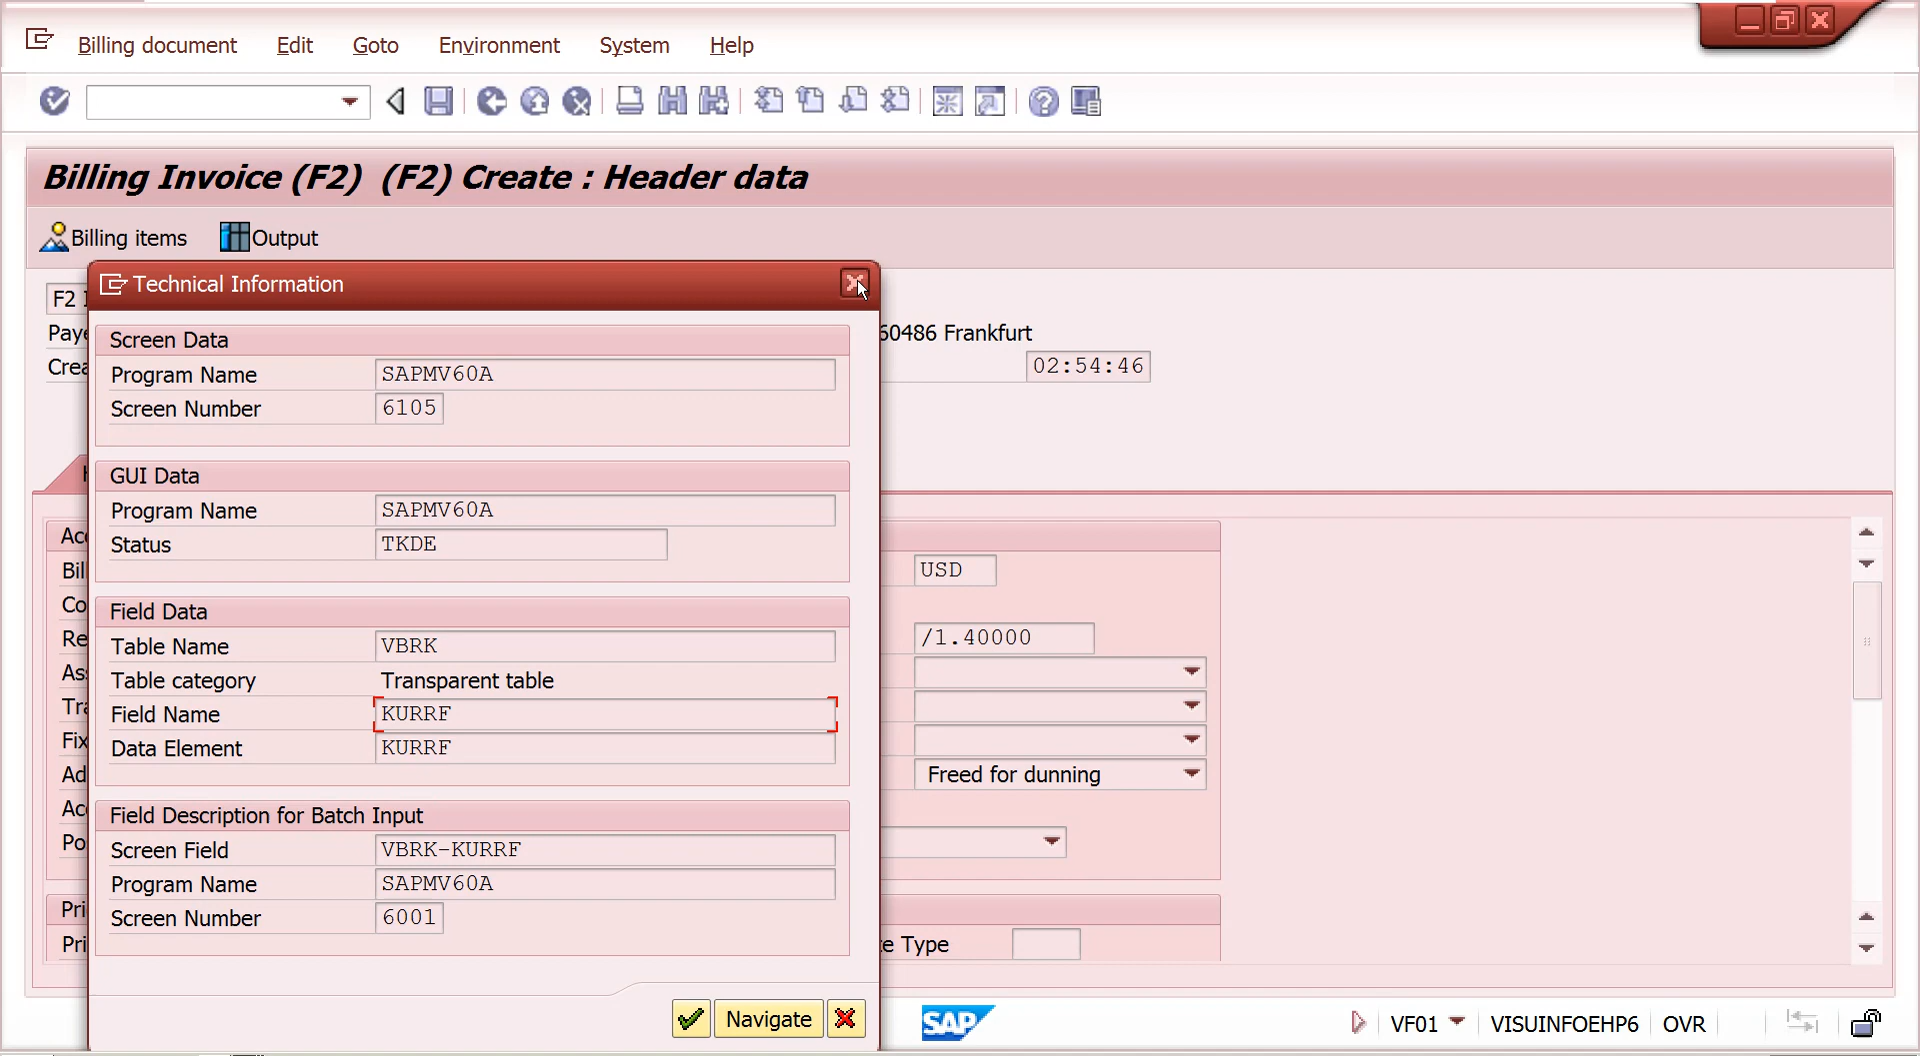 Billing document Edit Goto Environment System Help
Billing Invoice (F2) (F2) Create : Header data
Billing items Output
Technical Information
F2
60486 Frankfurt
02:54:46
Screen Data
Program Name SAPMV60A
Screen Number 6105
GUI Data
Program Name SAPMV60A
Status TKDE
USD
Field Data
Table Name VBRK
/1.40000
Table category Transparent table
Field Name KURRF
Data Element KURRF
Freed for dunning
Field Description for Batch Input
Screen Field VBRK-KURRF
Program Name SAPMV60A
Screen Number 6001
Type
Navigate
SAP VF01 VISUINFOEHP6 OVR